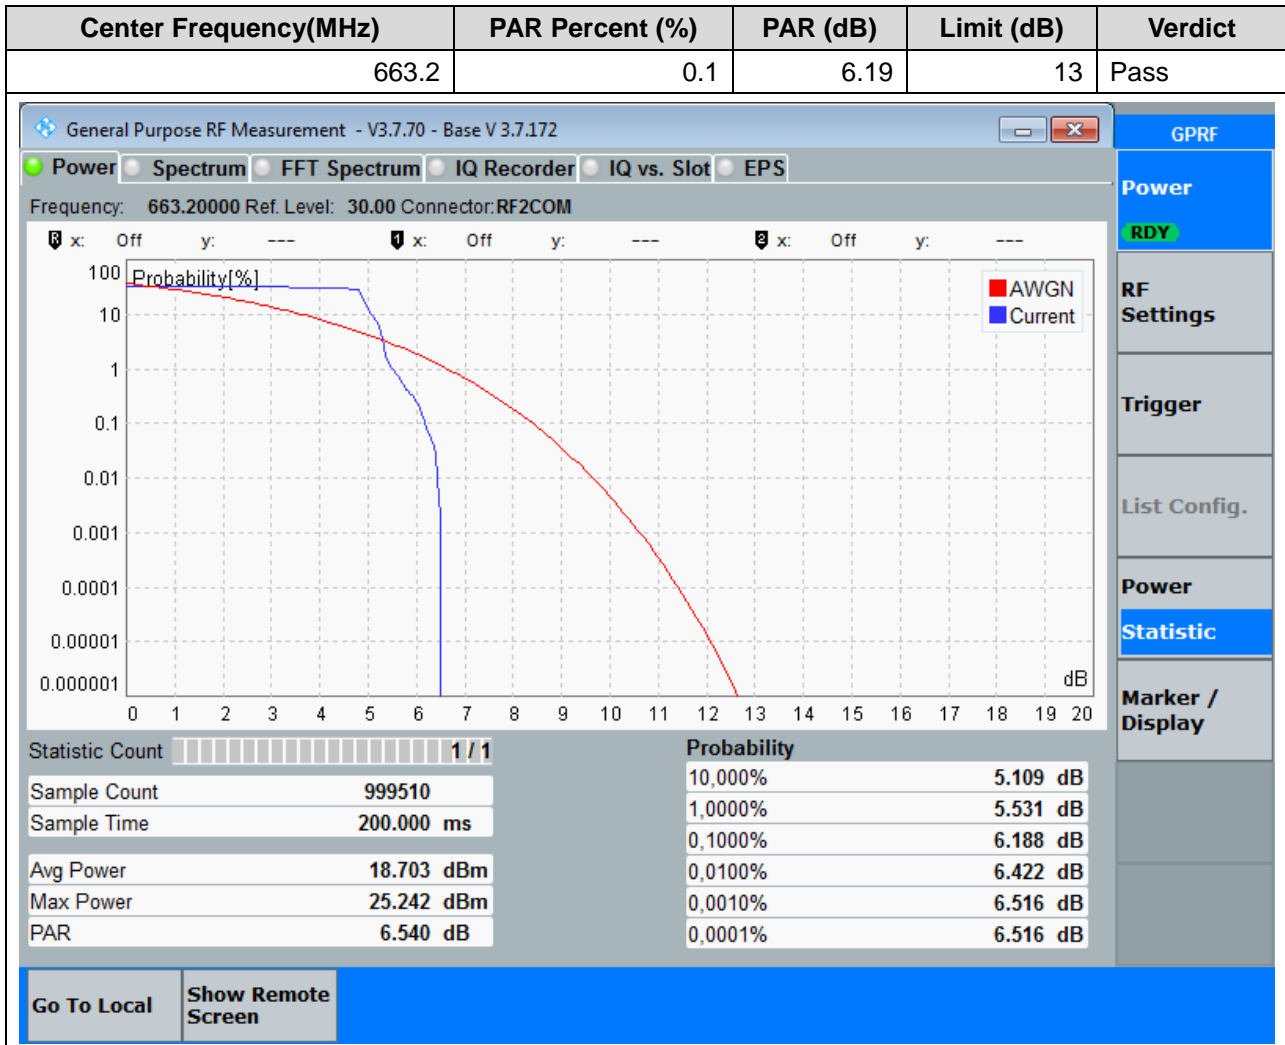 Center Frequency(MHz) PAR Percent (%) PAR (dB) Limit (dB) Verdict
663.2 0.1 6.19 13 Pass
General Purpose RF Measurement - V3.7.70 - Base V 3.7.172
GPRF
Power Spectrum FFT Spectrum IQ Recorder IQ vs. Slot EPS
Frequency: 663.20000 Ref. Level: 30.00 Connector:RF2COM
R x: Off y: --- 1 x: Off y: --- 2 x: Off y: ---
Power
RDY
RF
Settings
Trigger
List Config.
Power
Statistic
Marker /
Display
Probability[%]
AWGN
Current
100
10
1
0.1
0.01
0.001
0.0001
0.00001
0.000001
dB
0 1 2 3 4 5 6 7 8 9 10 11 12 13 14 15 16 17 18 19 20
Statistic Count 1 / 1
Sample Count 999510
Sample Time 200.000 ms
Avg Power 18.703 dBm
Max Power 25.242 dBm
PAR 6.540 dB
Probability
10,000% 5.109 dB
1,0000% 5.531 dB
0,1000% 6.188 dB
0,0100% 6.422 dB
0,0010% 6.516 dB
0,0001% 6.516 dB
Go To Local
Show Remote
Screen